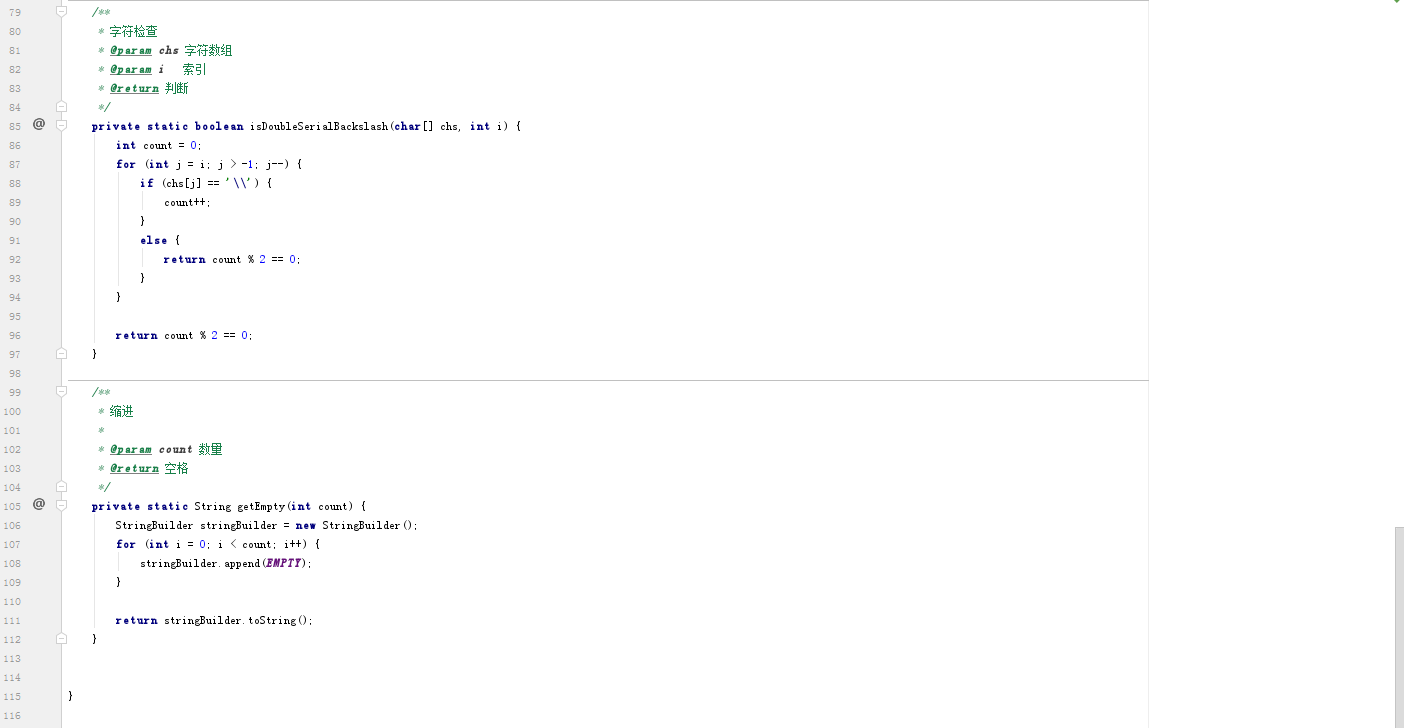 79 /**
80 * 字符检查
81 * @param chs 字符数组
82 * @param i 索引
83 * @return 判断
84 */
85 @ private static boolean isDoubleSerialBackslash(char[] chs, int i) {
86 int count = 0;
87 for (int j = i; j > -1; j--) {
88 if (chs[j] == '\\') {
89 count++;
90 }
91 else {
92 return count % 2 == 0;
93 }
94 }
95
96 return count % 2 == 0;
97 }
98
99 /**
100 * 缩进
101 *
102 * @param count 数量
103 * @return 空格
104 */
105 @ private static String getEmpty(int count) {
106 StringBuilder stringBuilder = new StringBuilder();
107 for (int i = 0; i < count; i++) {
108 stringBuilder.append(EMPTY);
109 }
110
111 return stringBuilder.toString();
112 }
113
114
115 }
116